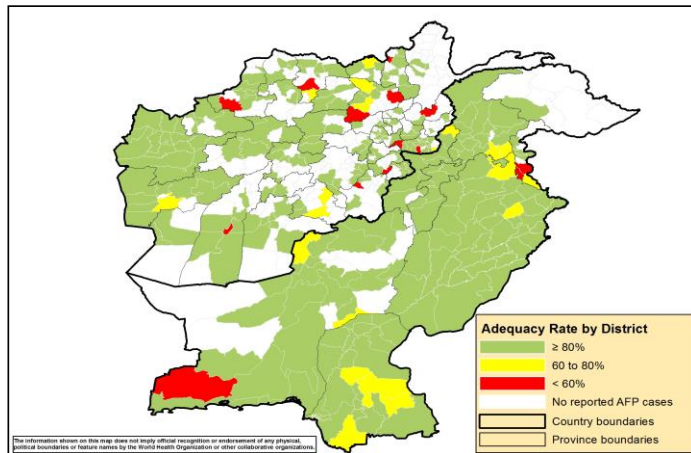 Adequacy Rate by District
≥ 80%
60 to 80%
< 60%
No reported AFP cases
Country boundaries
Province boundaries
The information shown on this map does not imply official recognition or endorsement of any physical,
political boundaries or feature names by the World Health Organization or other collaborative organizations.